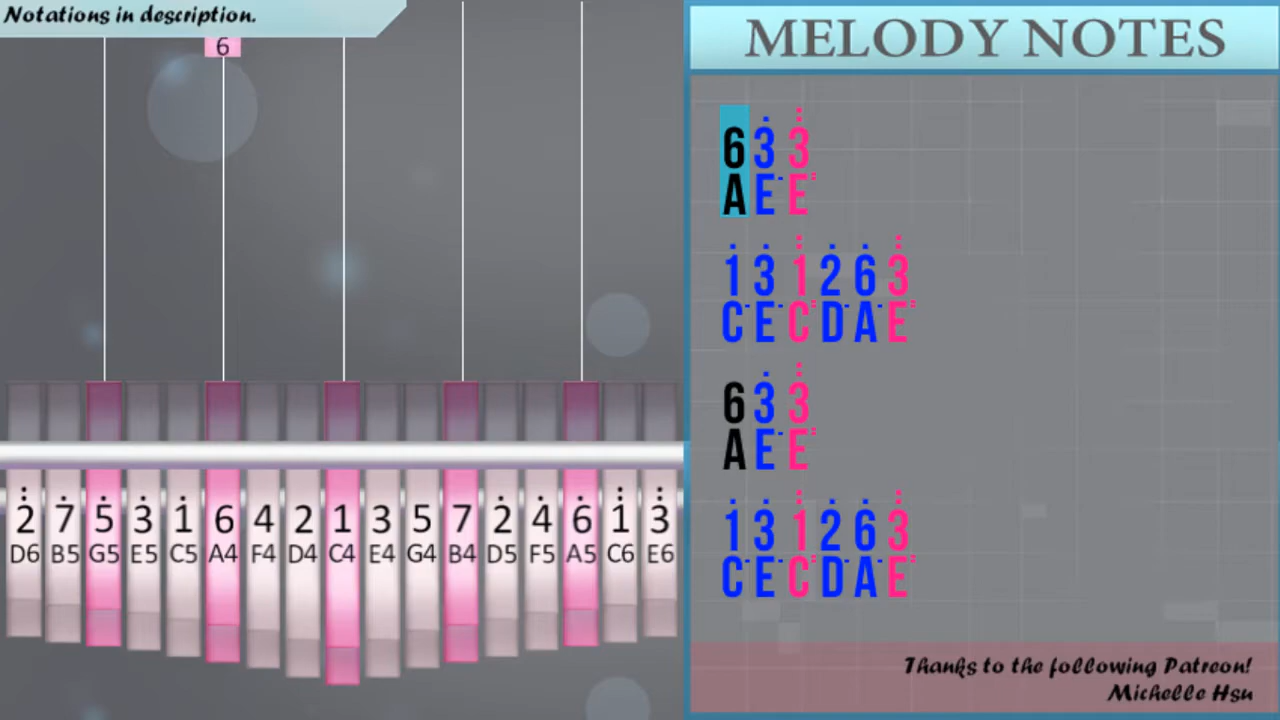 Notations in description.
6
MELODY NOTES
6 3̇ 3̈
A E· E:
1̇ 3̇ 1̈ 2̇ 6̇ 3̈
C· E· C: D· A· E:
6 3̇ 3̈
A E· E:
1̇ 3̇ 1̈ 2̇ 6̇ 3̈
C· E· C: D· A· E:
2̈ 7̇ 5̇ 3̇ 1̇ 6 4 2 1 3 5 7 2̇ 4̇ 6̇ 1̈ 3̈
D6 B5 G5 E5 C5 A4 F4 D4 C4 E4 G4 B4 D5 F5 A5 C6 E6
Thanks to the following Patreon!
Michelle Hsu